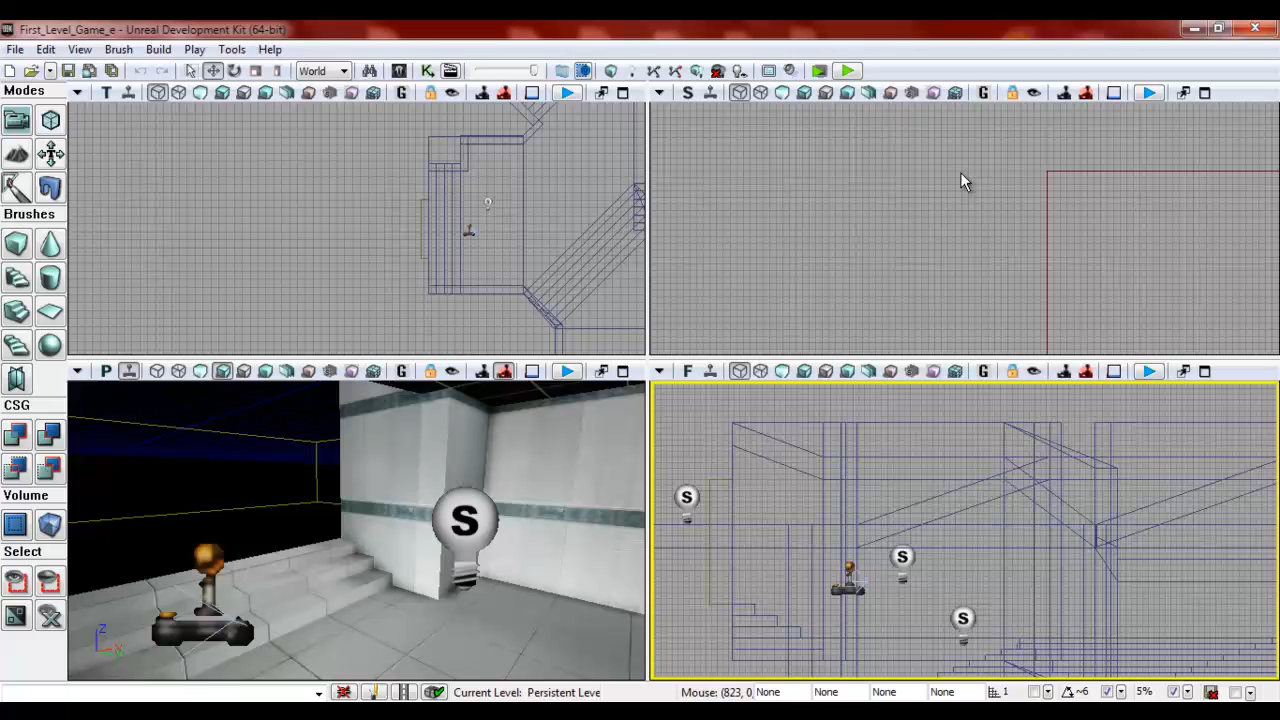 First_Level_Game_e - Unreal Development Kit (64-bit)
File Edit View Brush Build Play Tools Help
World
Modes
T G
S G
Brushes
P G
F G
CSG
Volume
Select
S
S
S
S
Z
X
Current Level: Persistent Leve
Mouse: (823, 0, None None None None 1 ~6 5%